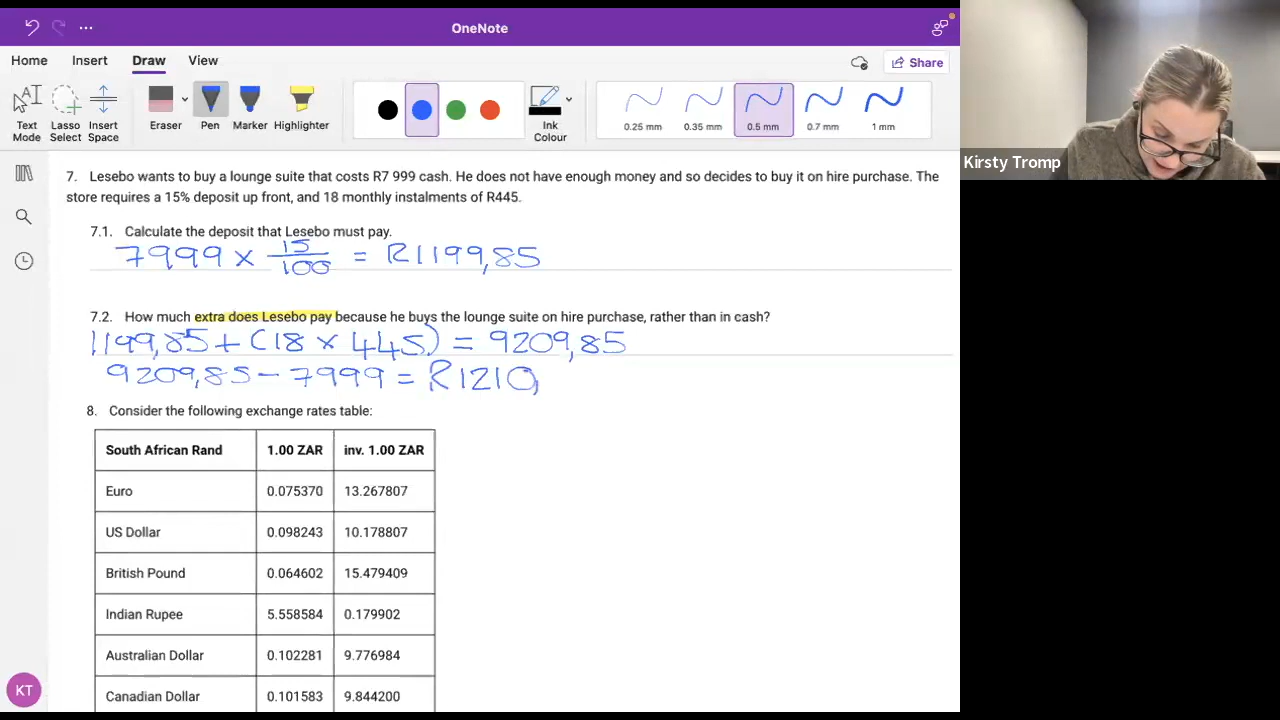 OneNote
Home Insert Draw View
Share
Text Mode
Lasso Select
Insert Space
Eraser
Pen
Marker
Highlighter
Ink Colour
0.25 mm
0.35 mm
0.5 mm
0.7 mm
1 mm
Kirsty Tromp
7. Lesebo wants to buy a lounge suite that costs R7 999 cash. He does not have enough money and so decides to buy it on hire purchase. The
store requires a 15% deposit up front, and 18 monthly instalments of R445.
7.1. Calculate the deposit that Lesebo must pay.
7999 × 15/100 = R1199,85
7.2. How much extra does Lesebo pay because he buys the lounge suite on hire purchase, rather than in cash?
1199,85 + (18 × 445) = 9209,85
9209,85 - 7999 = R1210,
8. Consider the following exchange rates table:
South African Rand 1.00 ZAR inv. 1.00 ZAR
Euro 0.075370 13.267807
US Dollar 0.098243 10.178807
British Pound 0.064602 15.479409
Indian Rupee 5.558584 0.179902
Australian Dollar 0.102281 9.776984
Canadian Dollar 0.101583 9.844200
KT